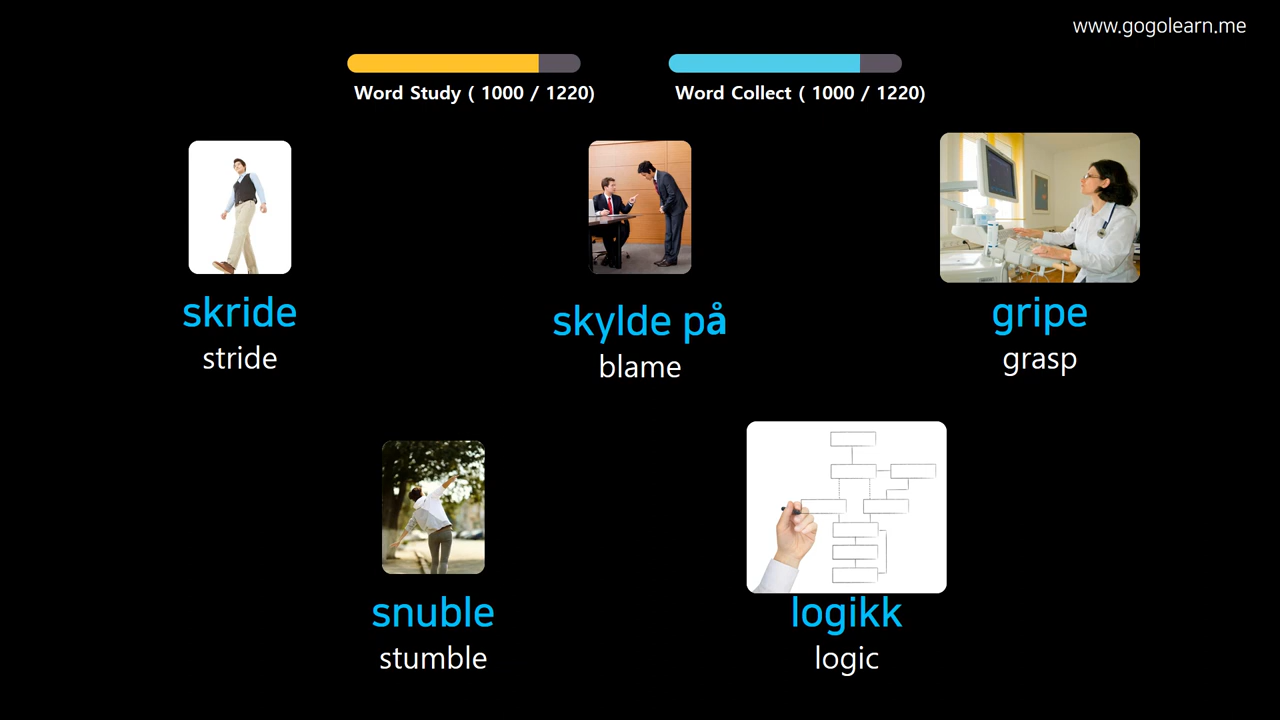 www.gogolearn.me
Word Study ( 1000 / 1220)
Word Collect ( 1000 / 1220)
skride
stride
skylde på
blame
gripe
grasp
snuble
stumble
logikk
logic